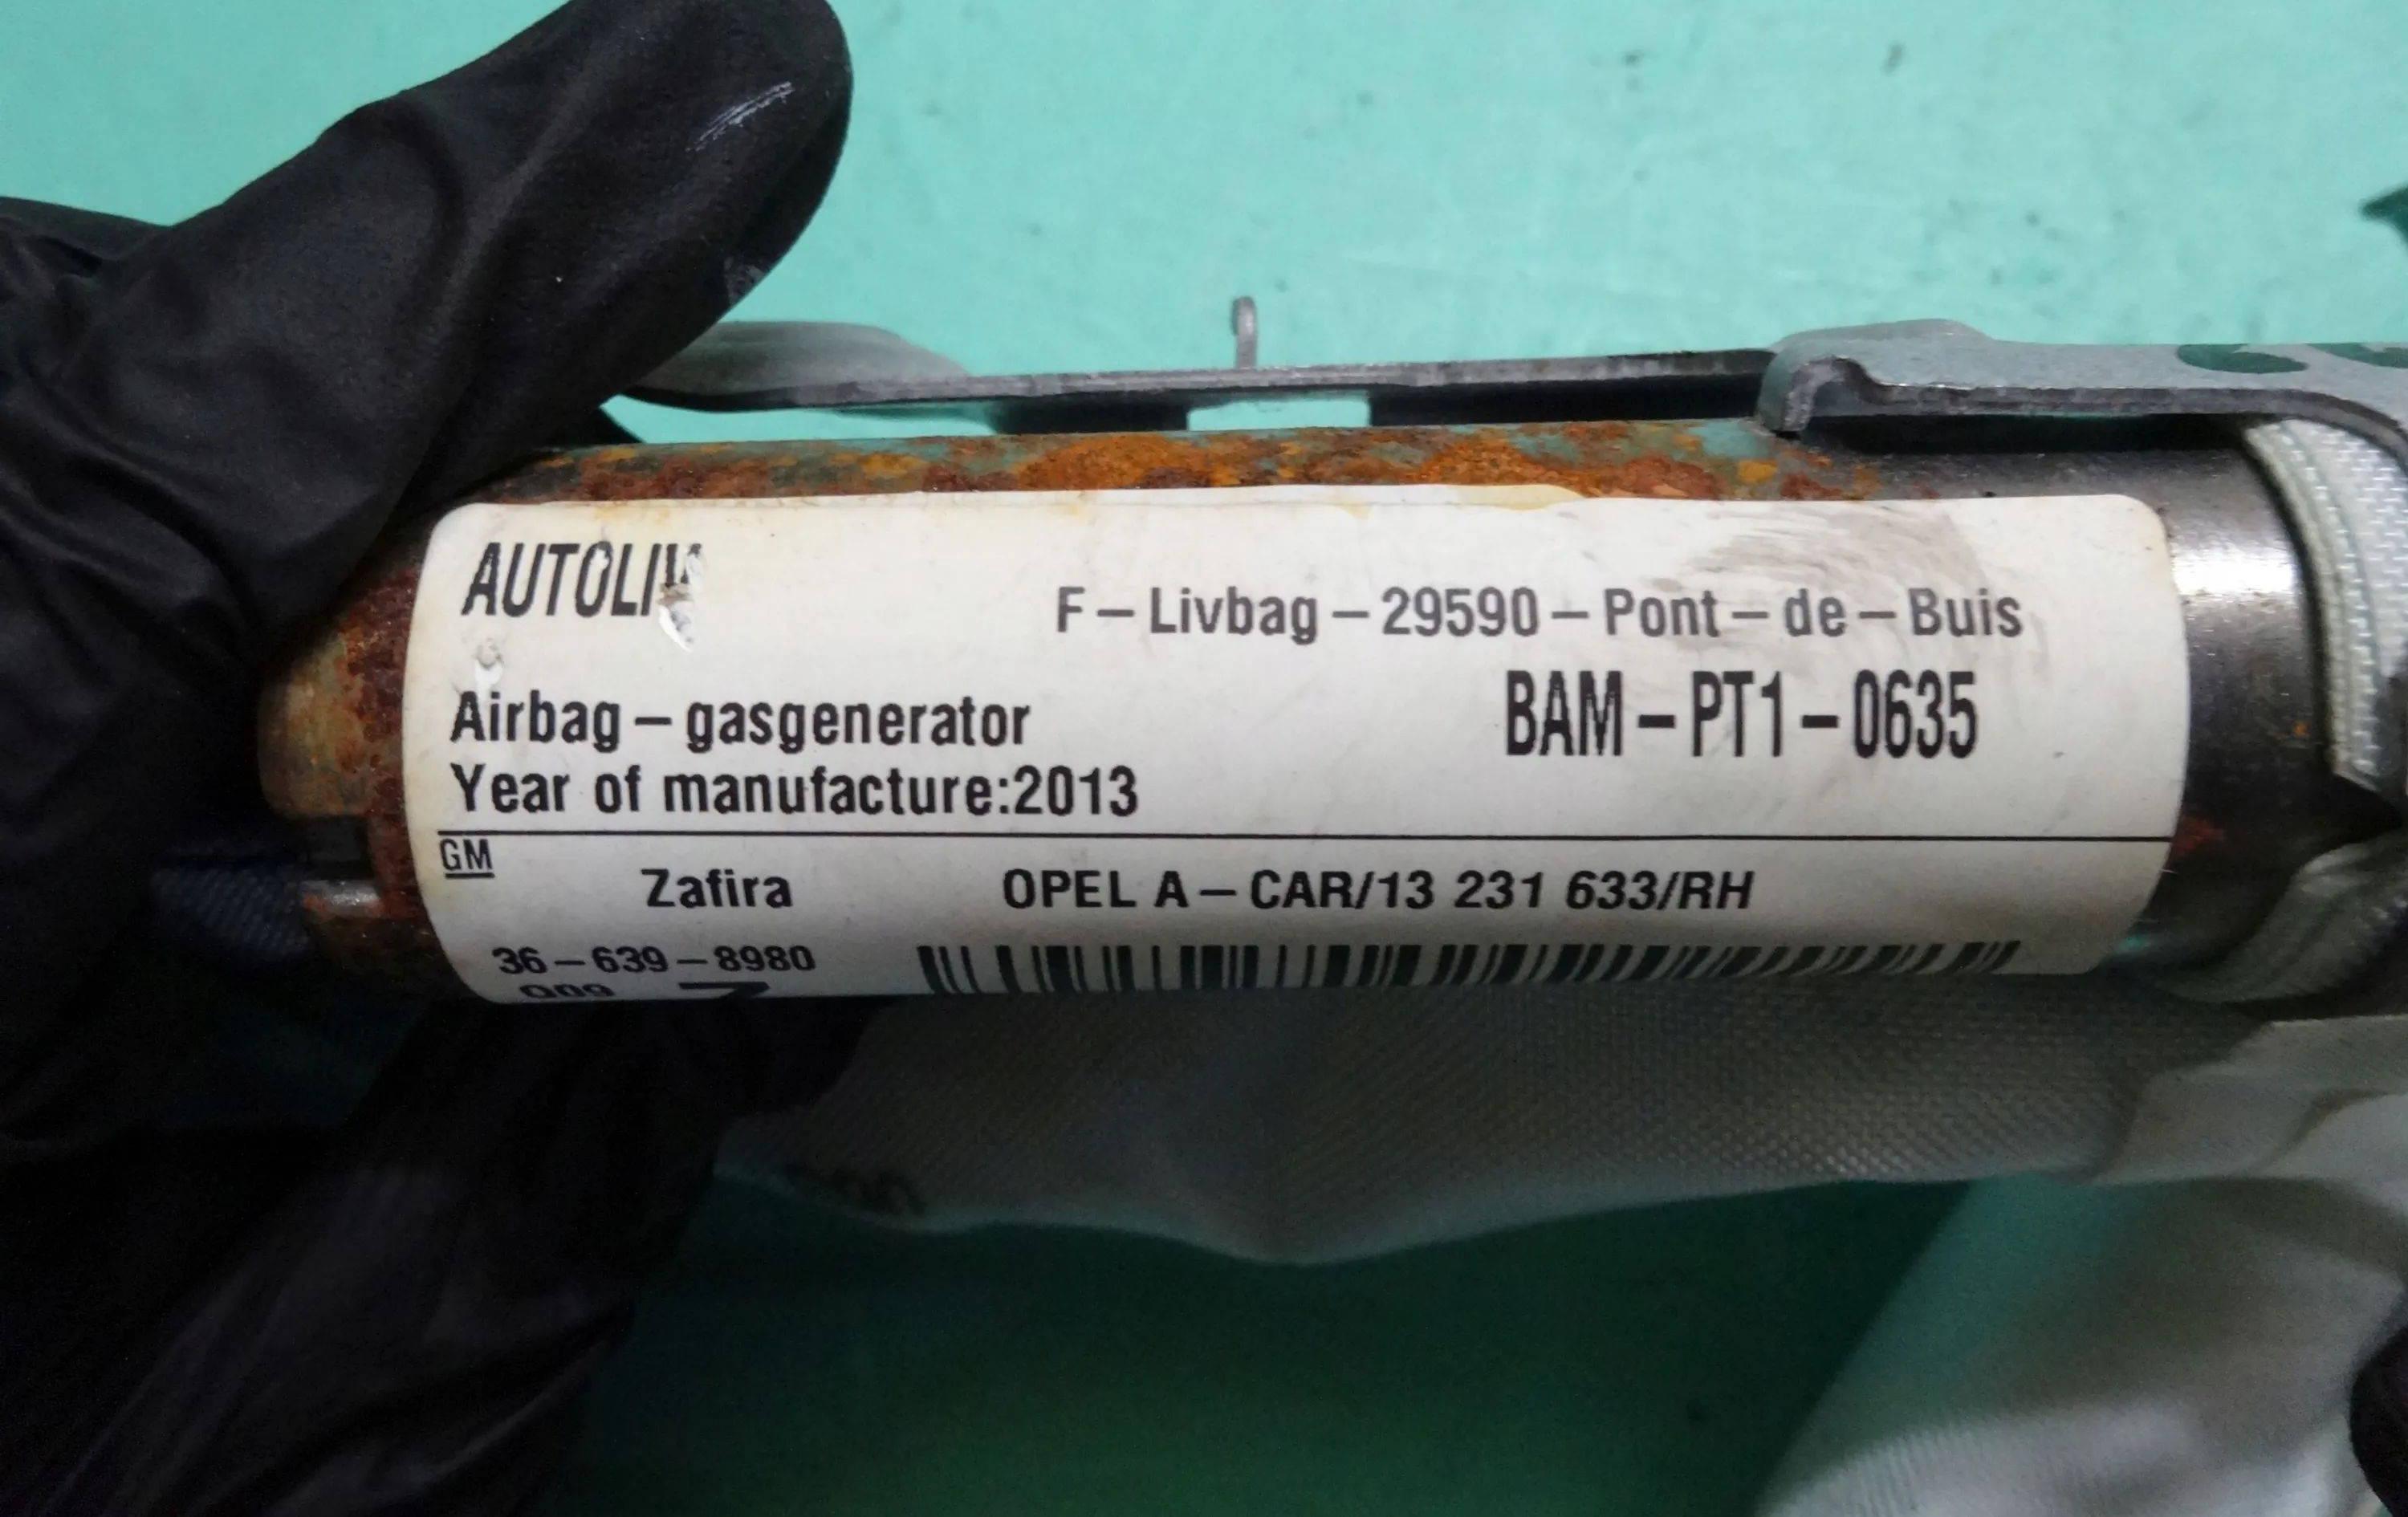 AUTOLIV
F – Livbag – 29590 – Pont – de – Buis
BAM – PT1 – 0635
Airbag – gasgenerator
Year of manufacture:2013
GM
Zafira OPEL A – CAR/13 231 633/RH
36 – 639 – 8980